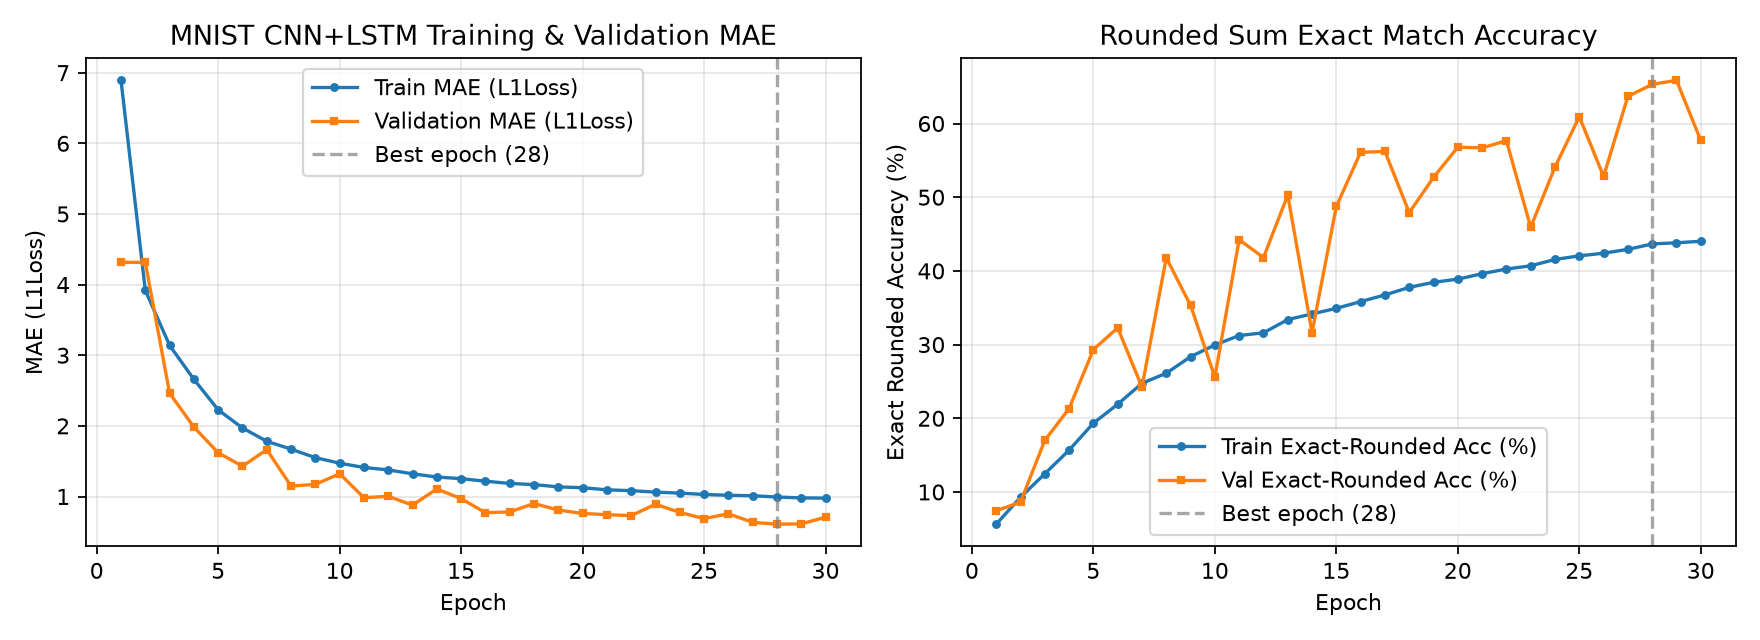 MNIST CNN+LSTM Training & Validation MAE
7
6
5
4
3
2
1
MAE (L1Loss)
Train MAE (L1Loss)
Validation MAE (L1Loss)
Best epoch (28)
0 5 10 15 20 25 30
Epoch
Rounded Sum Exact Match Accuracy
60
50
40
30
20
10
Exact Rounded Accuracy (%)
Train Exact-Rounded Acc (%)
Val Exact-Rounded Acc (%)
Best epoch (28)
0 5 10 15 20 25 30
Epoch